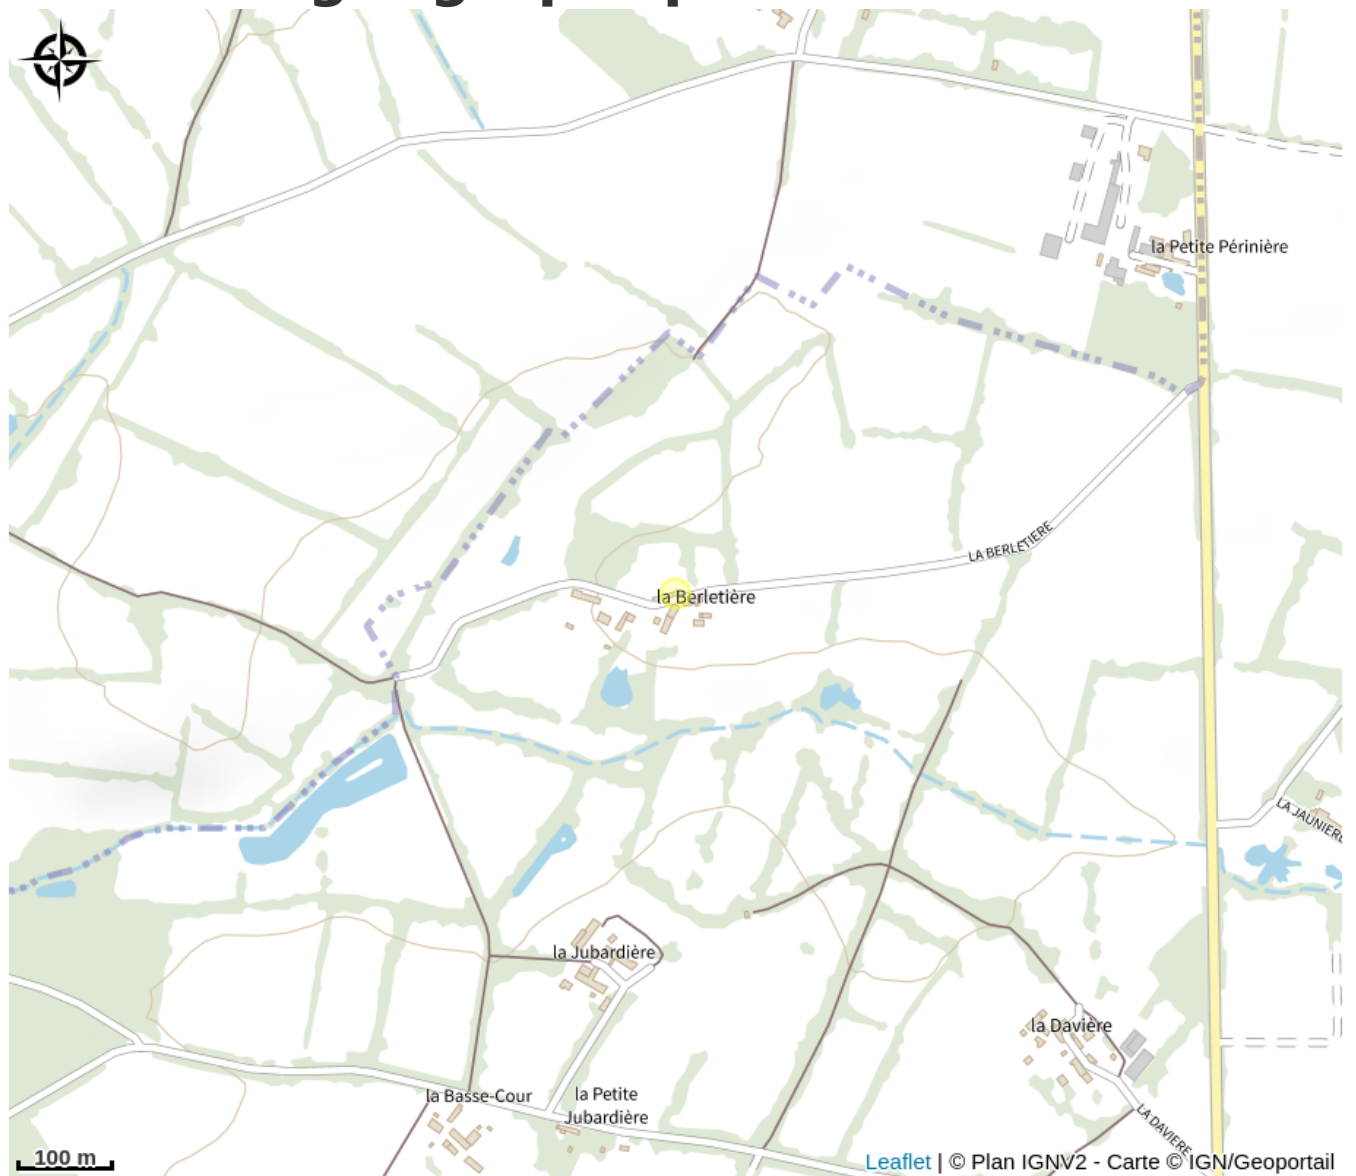 la Petite Périnière
LA BERLETIERE
la Berletière
LA JAUNIERE
la Jubardière
la Davière
la Basse-Cour
la Petite
Jubardière
LA DAVIERE
100 m
Leaflet | © Plan IGNV2 - Carte © IGN/Geoportail